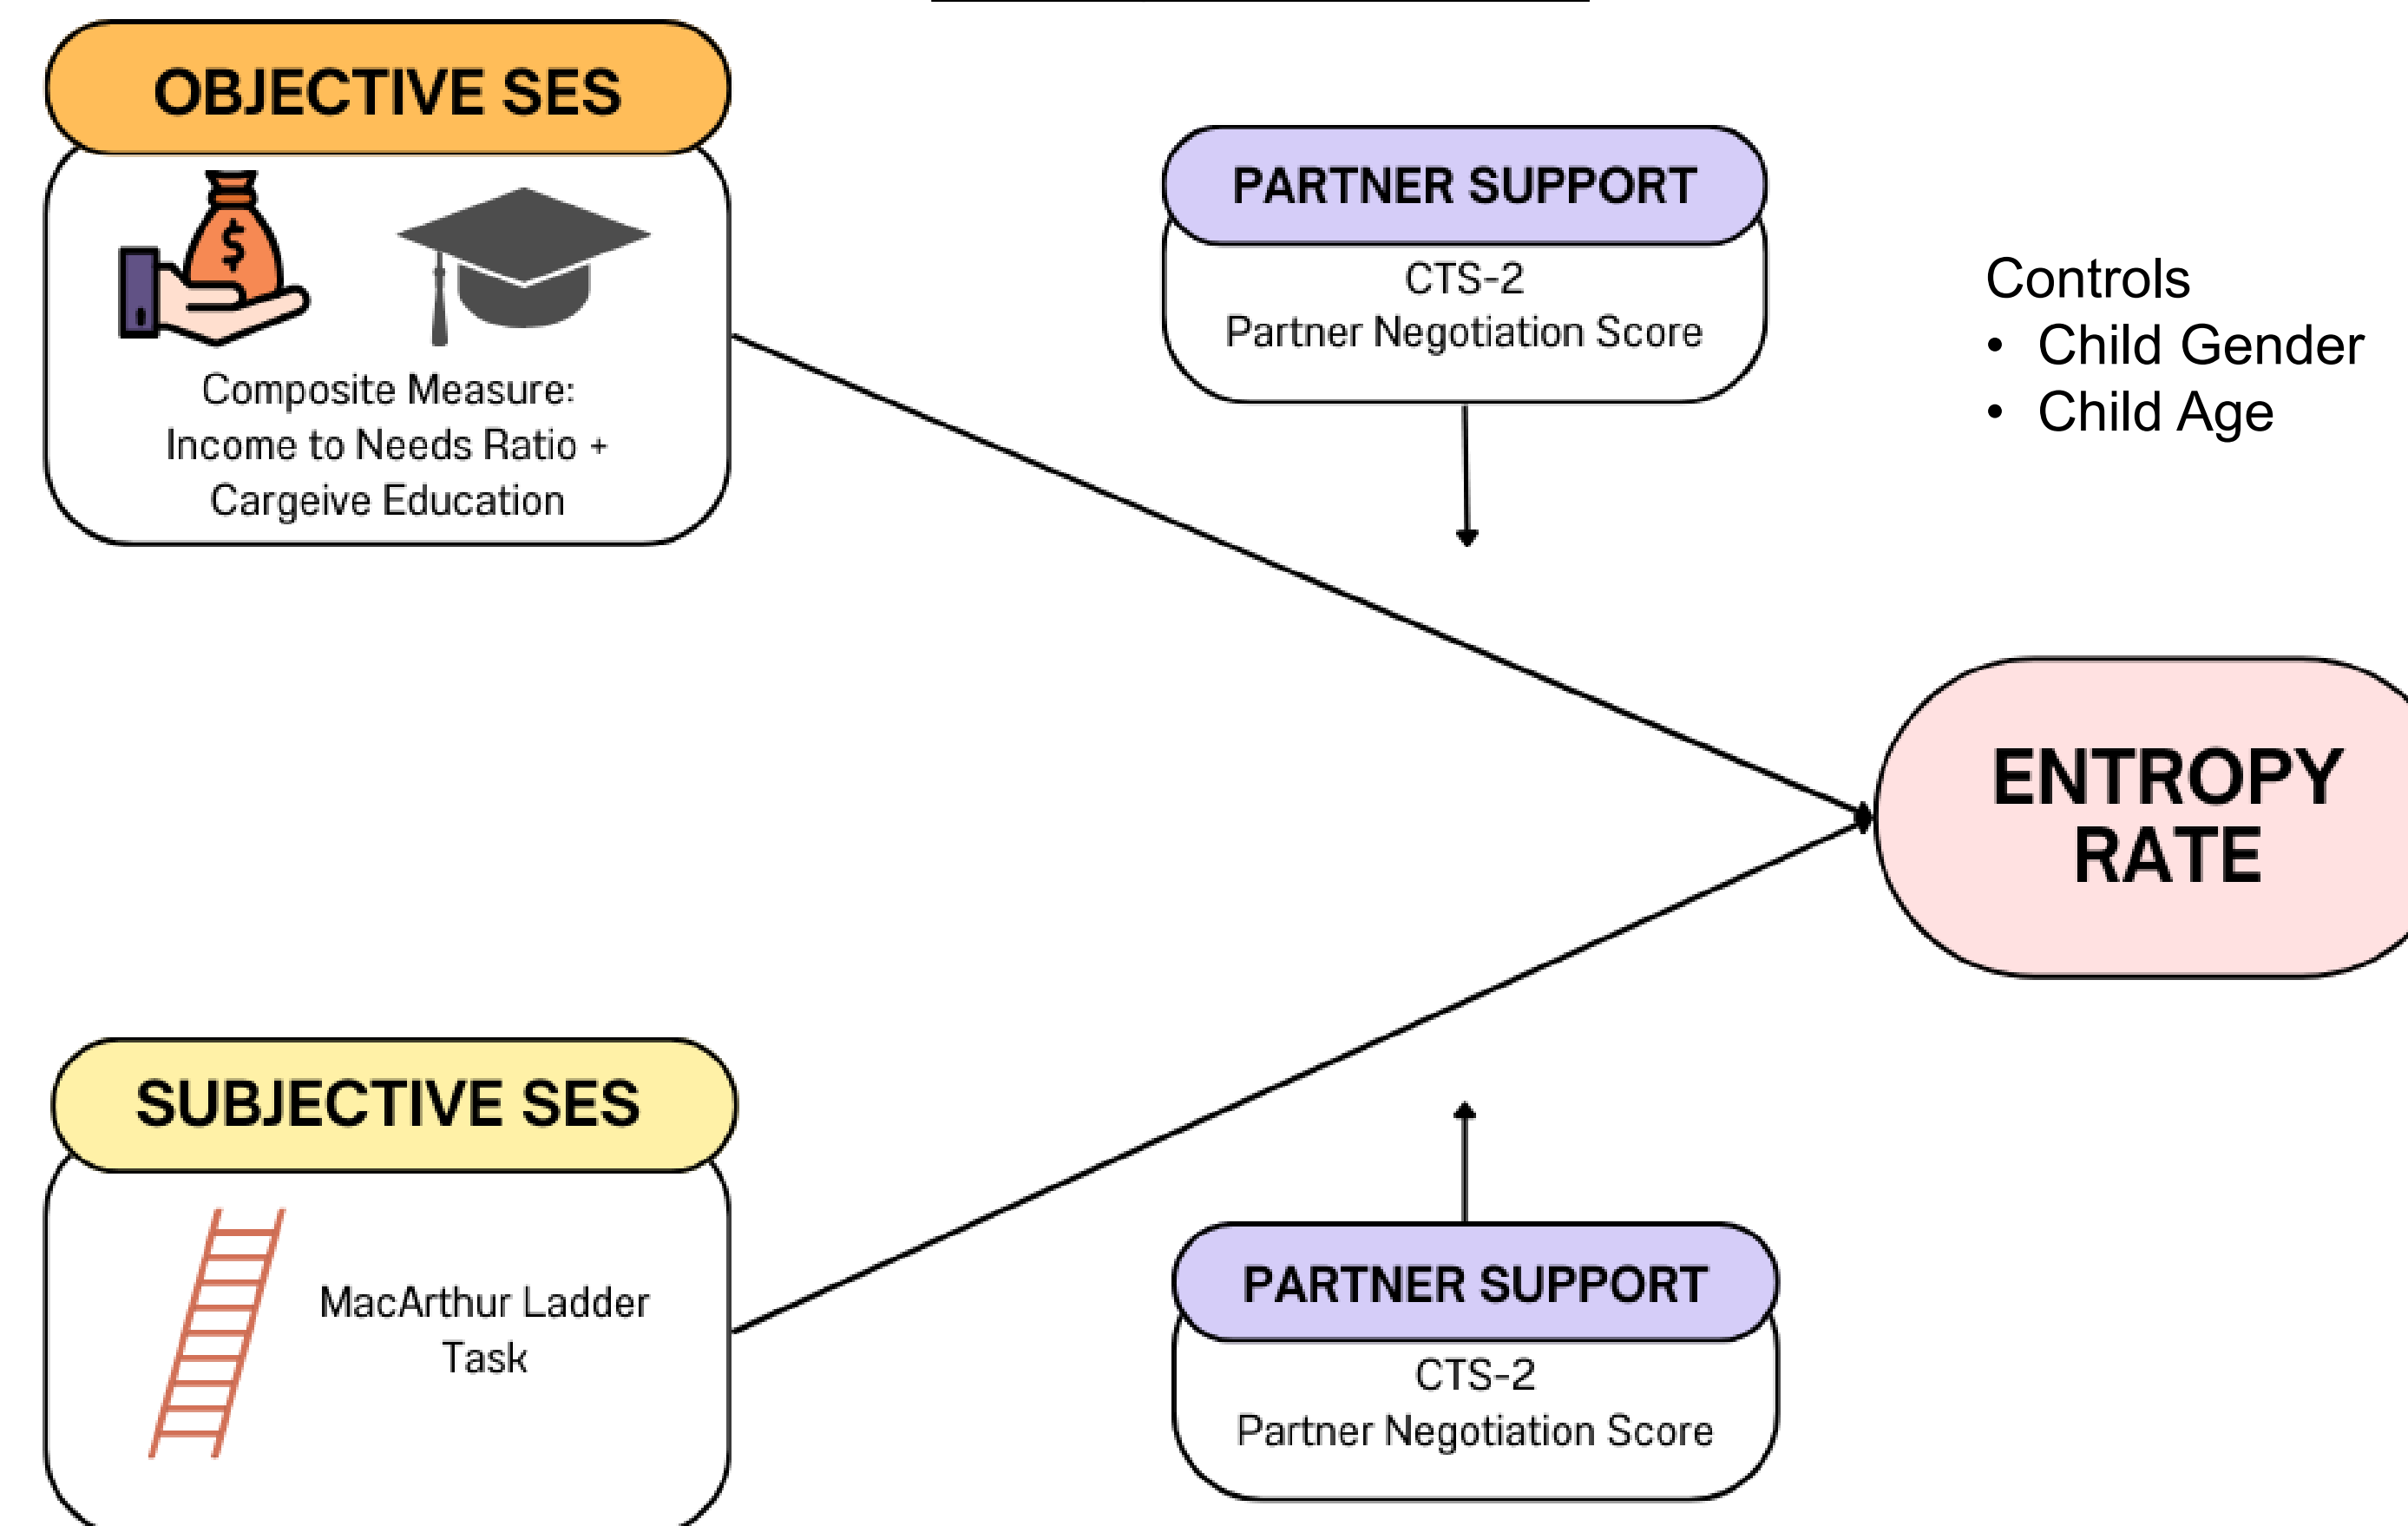 OBJECTIVE SES
$
Composite Measure:
Income to Needs Ratio +
Cargeive Education
PARTNER SUPPORT
CTS-2
Partner Negotiation Score
Controls
• Child Gender
• Child Age
ENTROPY
RATE
SUBJECTIVE SES
MacArthur Ladder
Task
PARTNER SUPPORT
CTS-2
Partner Negotiation Score